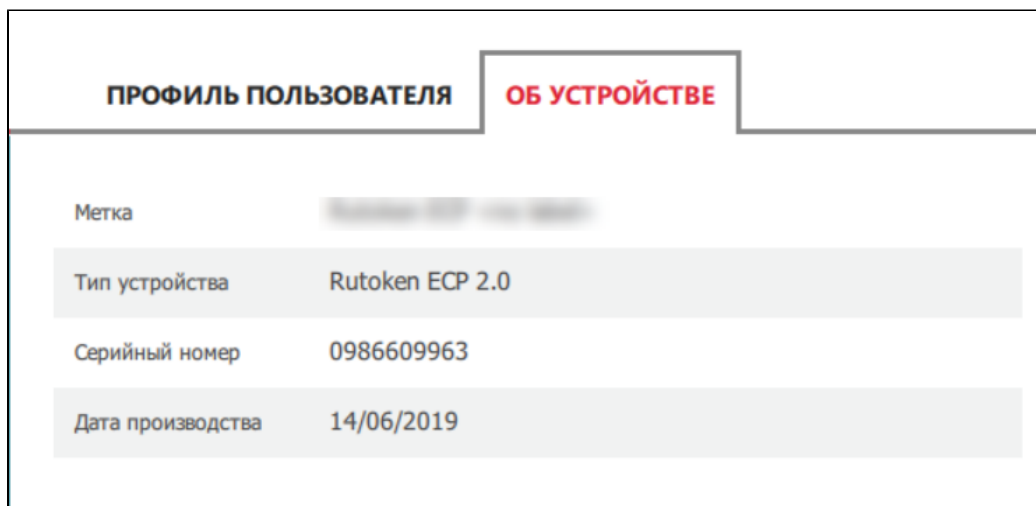 ПРОФИЛЬ ПОЛЬЗОВАТЕЛЯ ОБ УСТРОЙСТВЕ
Метка
Тип устройства Rutoken ECP 2.0
Серийный номер 0986609963
Дата производства 14/06/2019